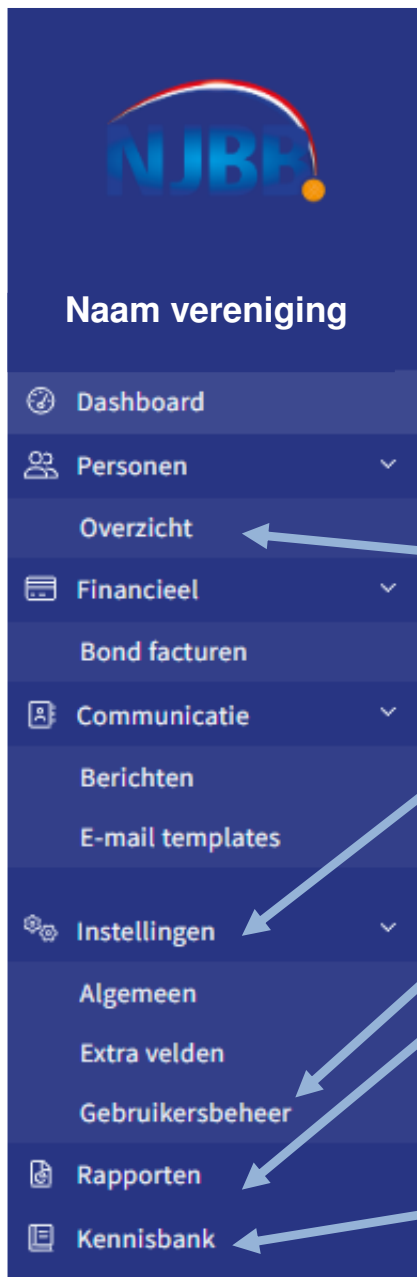 NJBB
Naam vereniging
Dashboard
Personen
Overzicht
Financieel
Bond facturen
Communicatie
Berichten
E-mail templates
Instellingen
Algemeen
Extra velden
Gebruikersbeheer
Rapporten
Kennisbank